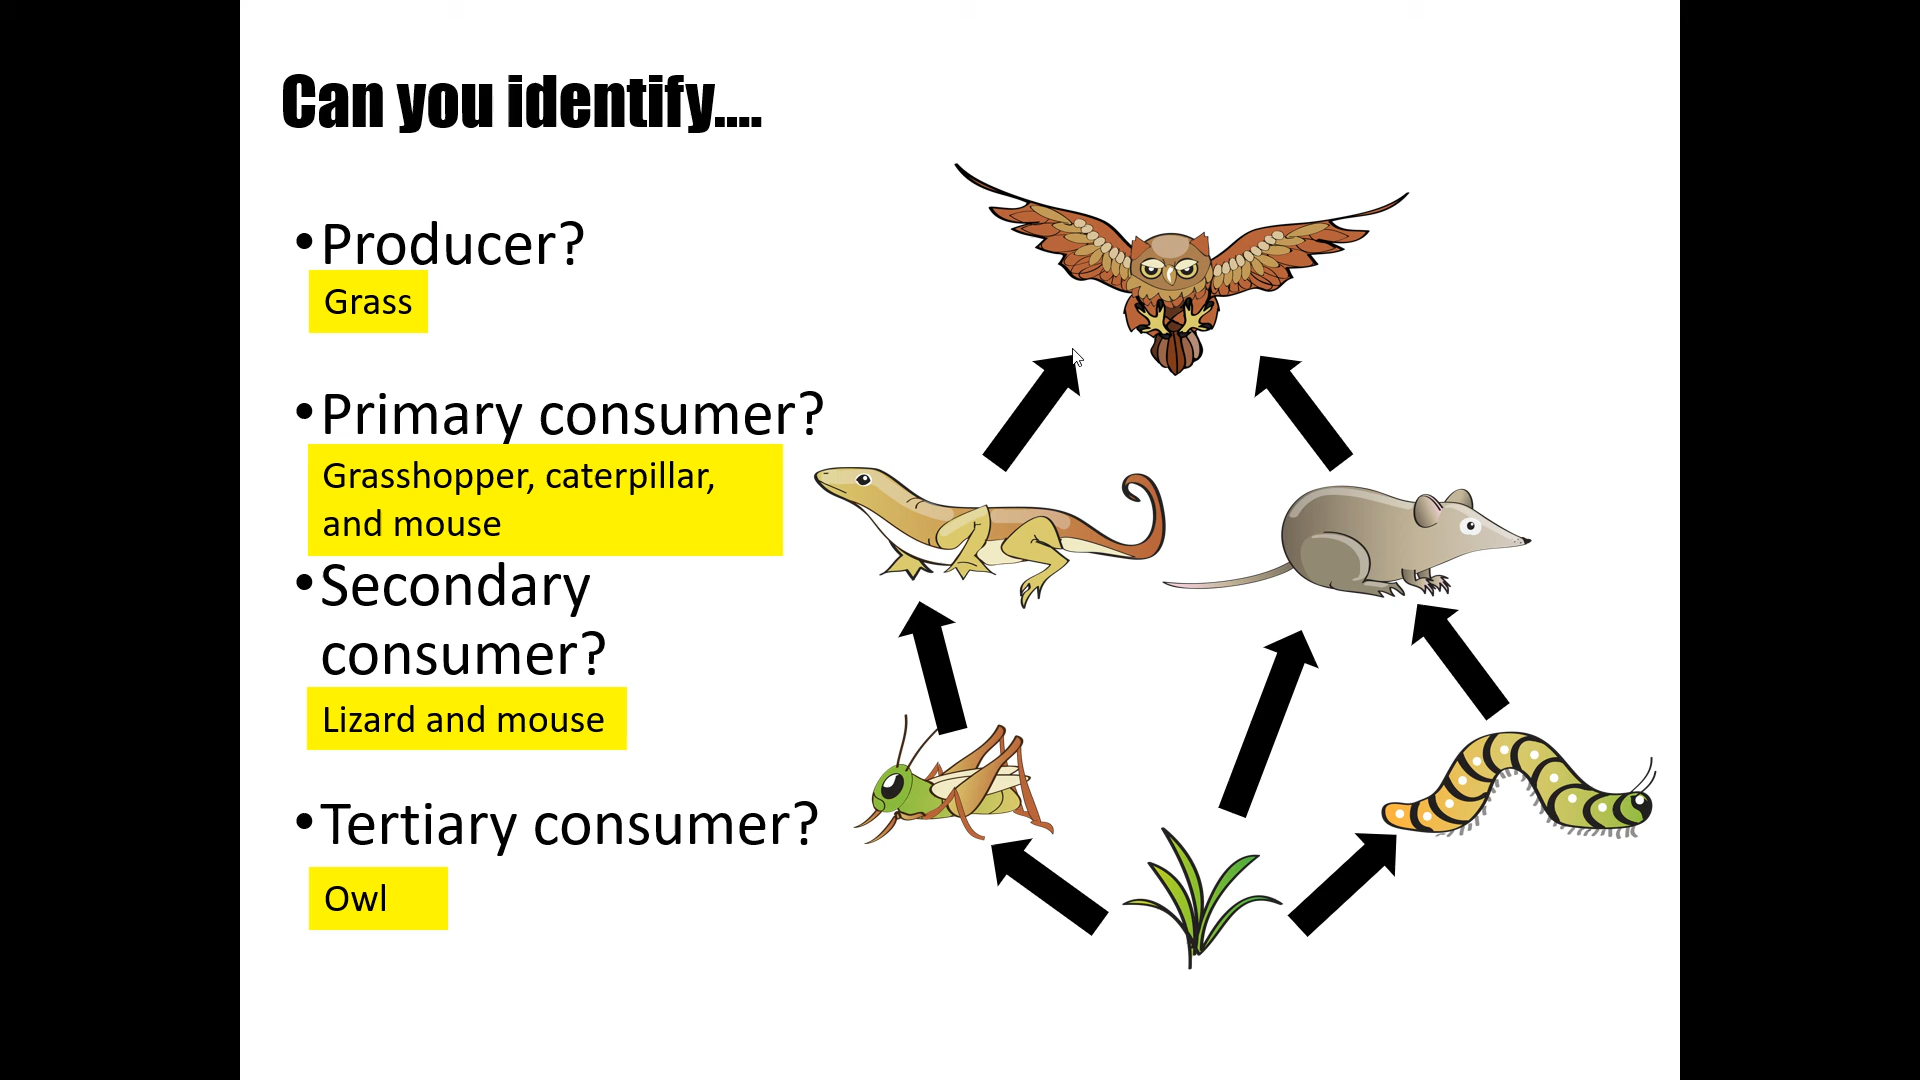 Can you identify....
•Producer?
Grass
•Primary consumer?
Grasshopper, caterpillar,
and mouse
•Secondary
consumer?
Lizard and mouse
•Tertiary consumer?
Owl